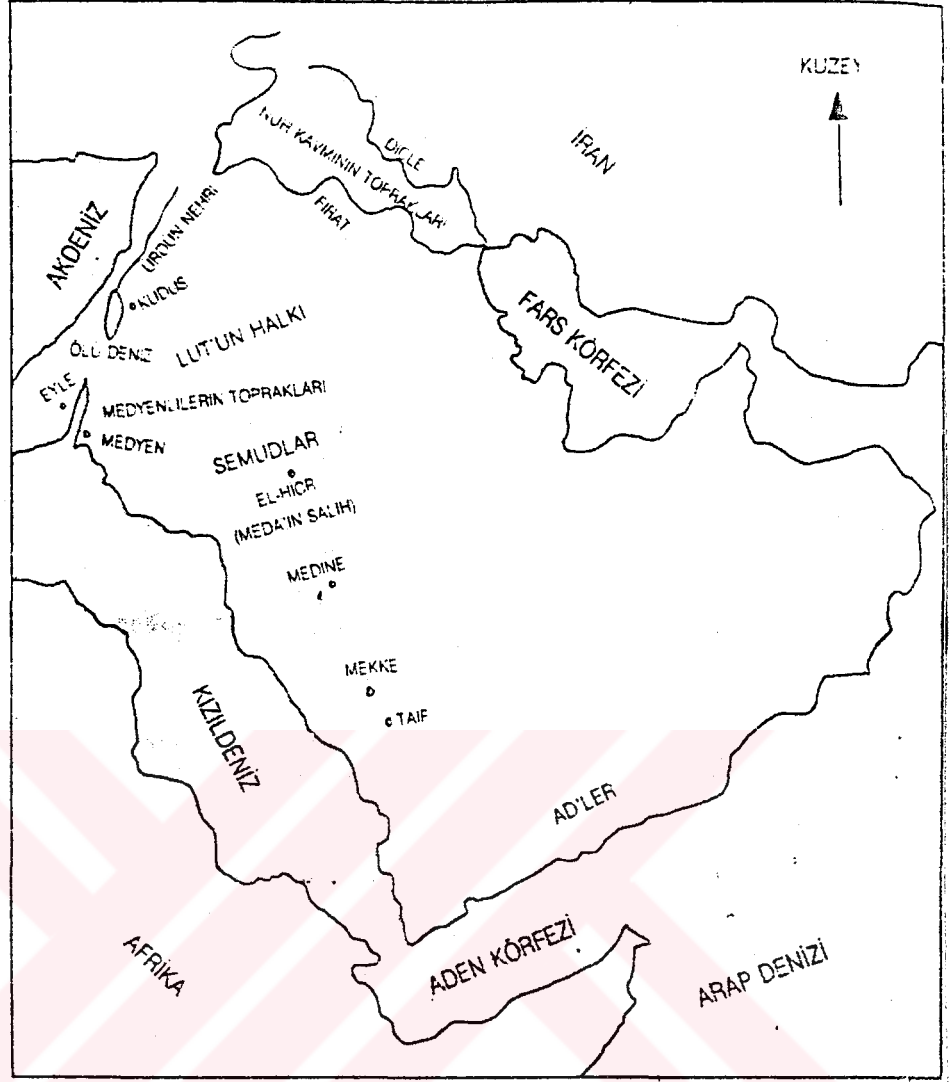 KUZEY
İRAN
DİCLE
NUH KAVMİNİN TOPRAKLARI
FIRAT
AKDENİZ
ÜRDÜN NEHRİ
KUDÜS
FARS KÖRFEZİ
LUT'UN HALKI
ÖLÜ DENİZ
EYLE
MEDYENLİLERİN TOPRAKLARI
MEDYEN
SEMUDLAR
EL-HİCR
(MEDA'İN SALİH)
MEDİNE
MEKKE
TAİF
KIZILDENİZ
AD'LER
AFRİKA
ADEN KÖRFEZİ
ARAP DENİZİ